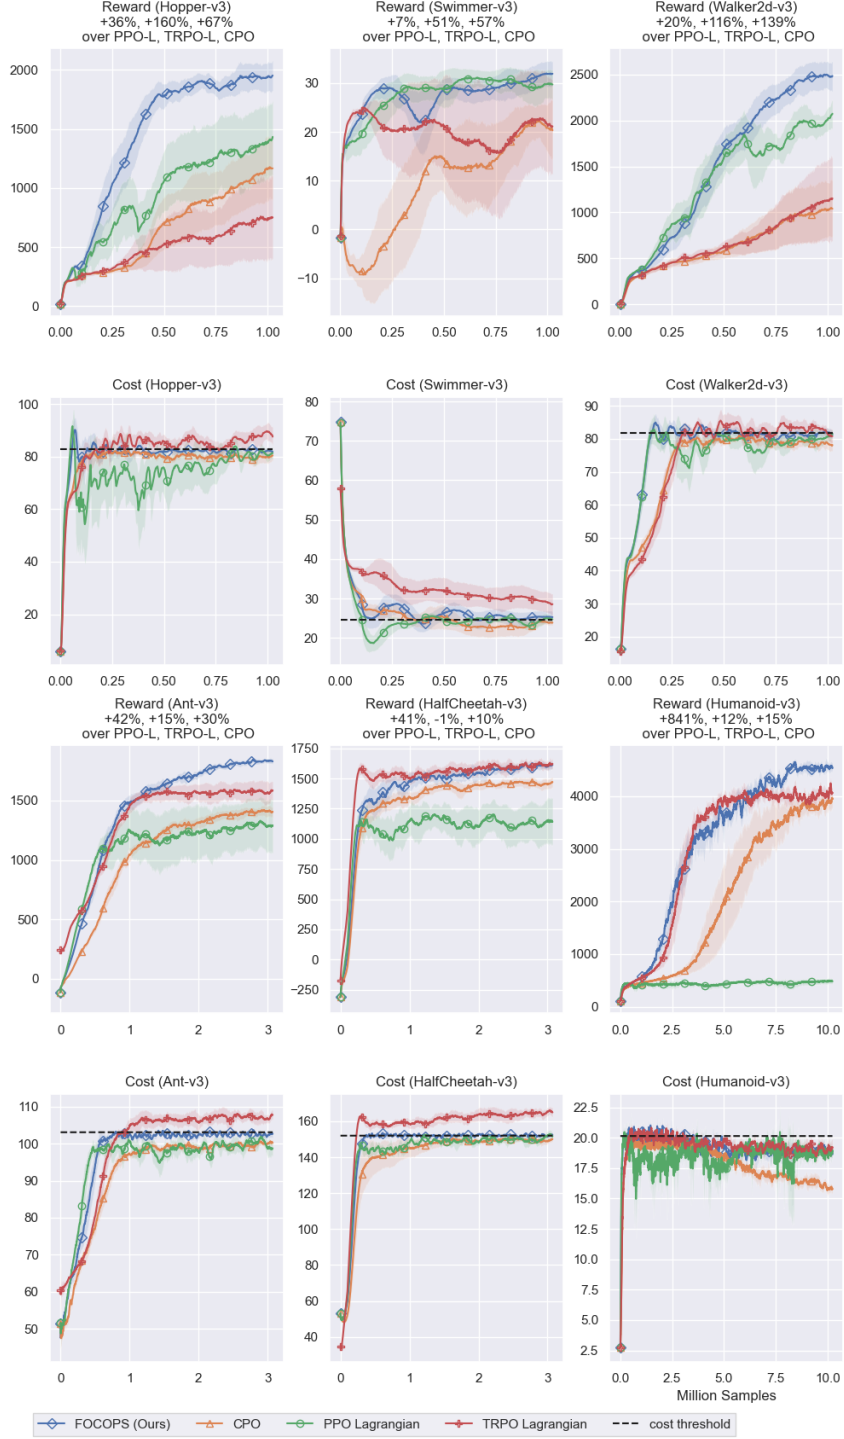 Reward (Hopper-v3)
+36%, +160%, +67%
over PPO-L, TRPO-L, CPO
2000
1500
1000
500
0
0.00 0.25 0.50 0.75 1.00
Reward (Swimmer-v3)
+7%, +51%, +57%
over PPO-L, TRPO-L, CPO
30
20
10
0
−10
0.00 0.25 0.50 0.75 1.00
Reward (Walker2d-v3)
+20%, +116%, +139%
over PPO-L, TRPO-L, CPO
2500
2000
1500
1000
500
0
0.00 0.25 0.50 0.75 1.00
Cost (Hopper-v3)
100
80
60
40
20
0.00 0.25 0.50 0.75 1.00
Cost (Swimmer-v3)
80
70
60
50
40
30
20
0.00 0.25 0.50 0.75 1.00
Cost (Walker2d-v3)
90
80
70
60
50
40
30
20
0.00 0.25 0.50 0.75 1.00
Reward (Ant-v3)
+42%, +15%, +30%
over PPO-L, TRPO-L, CPO
1500
1000
500
0
0 1 2 3
Reward (HalfCheetah-v3)
+41%, -1%, +10%
over PPO-L, TRPO-L, CPO
1750
1500
1250
1000
750
500
250
0
−250
0 1 2 3
Reward (Humanoid-v3)
+841%, +12%, +15%
over PPO-L, TRPO-L, CPO
4000
3000
2000
1000
0
0.0 2.5 5.0 7.5 10.0
Cost (Ant-v3)
110
100
90
80
70
60
50
0 1 2 3
Cost (HalfCheetah-v3)
160
140
120
100
80
60
40
0 1 2 3
Cost (Humanoid-v3)
22.5
20.0
17.5
15.0
12.5
10.0
7.5
5.0
2.5
0.0 2.5 5.0 7.5 10.0
Million Samples
FOCOPS (Ours) CPO PPO Lagrangian TRPO Lagrangian cost threshold